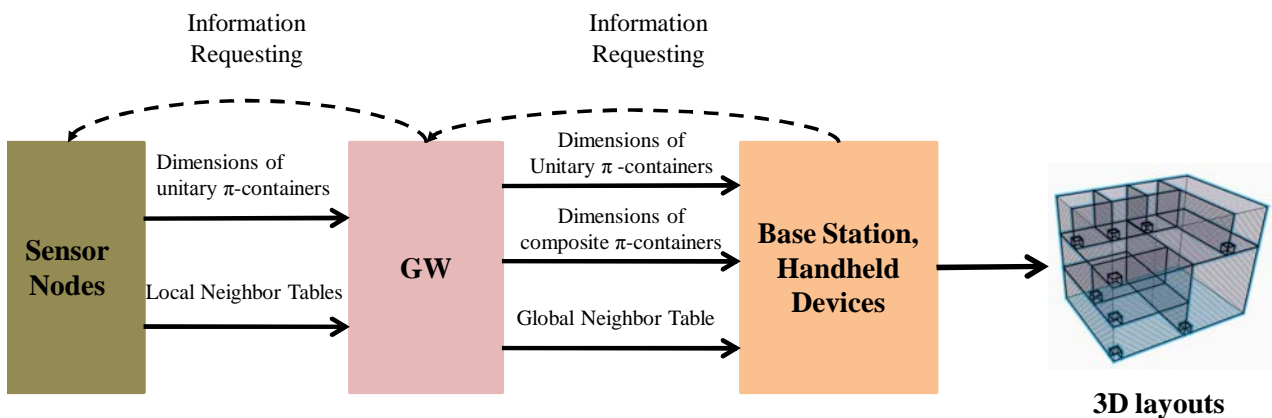 Information
Requesting
Information
Requesting
Sensor
Nodes
Dimensions of
unitary π-containers
Local Neighbor Tables
GW
Dimensions of
Unitary π -containers
Dimensions of
composite π-containers
Global Neighbor Table
Base Station,
Handheld
Devices
3D layouts